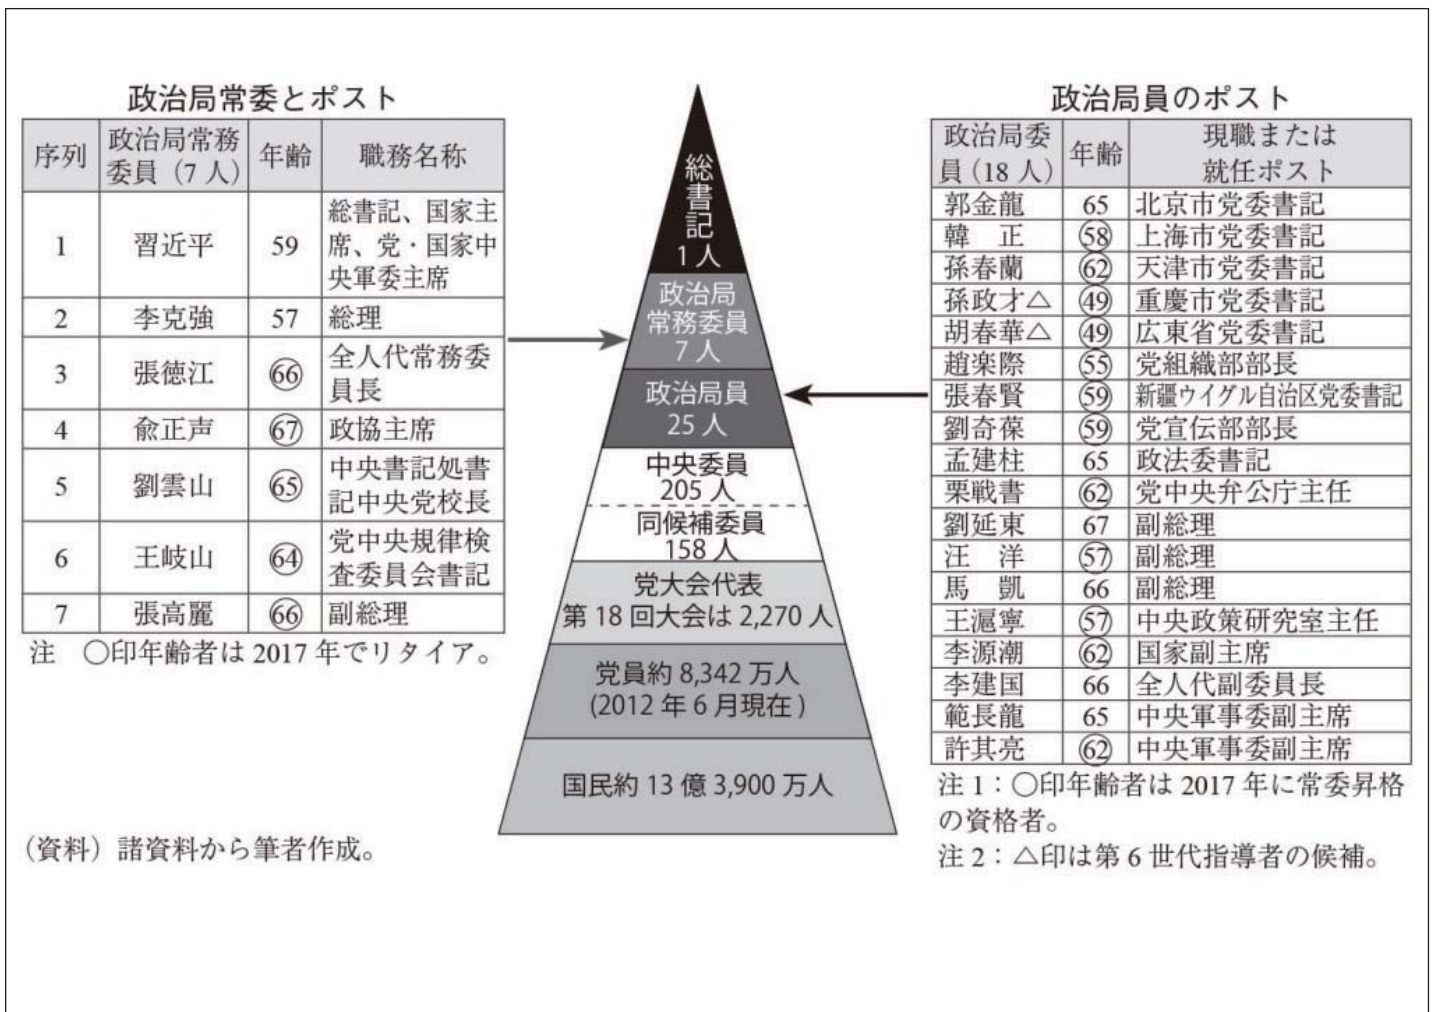 政治局常委とポスト
序列 政治局常務委員（7人） 年齢 職務名称
1 習近平 59 総書記、国家主席、党・国家中央軍委主席
2 李克強 57 総理
3 張徳江 66 全人代常務委員長
4 兪正声 67 政協主席
5 劉雲山 65 中央書記処書記中央党校長
6 王岐山 64 党中央規律検査委員会書記
7 張高麗 66 副総理
注　○印年齢者は2017年でリタイア。
（資料）諸資料から筆者作成。
総書記
1人
政治局
常務委員
7人
政治局員
25人
中央委員
205人
同候補委員
158人
党大会代表
第18回大会は2,270人
党員約8,342万人
(2012年6月現在)
国民約13億3,900万人
政治局員のポスト
政治局委員（18人） 年齢 現職または就任ポスト
郭金龍 65 北京市党委書記
韓　正 58 上海市党委書記
孫春蘭 62 天津市党委書記
孫政才△ 49 重慶市党委書記
胡春華△ 49 広東省党委書記
趙楽際 55 党組織部部長
張春賢 59 新疆ウイグル自治区党委書記
劉奇葆 59 党宣伝部部長
孟建柱 65 政法委書記
栗戦書 62 党中央弁公庁主任
劉延東 67 副総理
汪　洋 57 副総理
馬　凱 66 副総理
王滬寧 57 中央政策研究室主任
李源潮 62 国家副主席
李建国 66 全人代副委員長
範長龍 65 中央軍事委副主席
許其亮 62 中央軍事委副主席
注1：○印年齢者は2017年に常委昇格
の資格者。
注2：△印は第6世代指導者の候補。